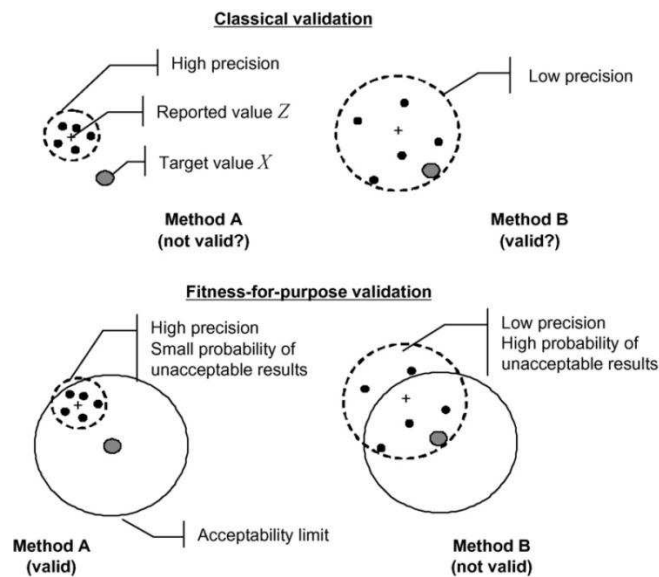 Classical validation
High precision
Reported value Z
Target value X
Method A
(not valid?)
Low precision
Method B
(valid?)
Fitness-for-purpose validation
High precision
Small probability of
unacceptable results
Acceptability limit
Method A
(valid)
Low precision
High probability of
unacceptable results
Method B
(not valid)